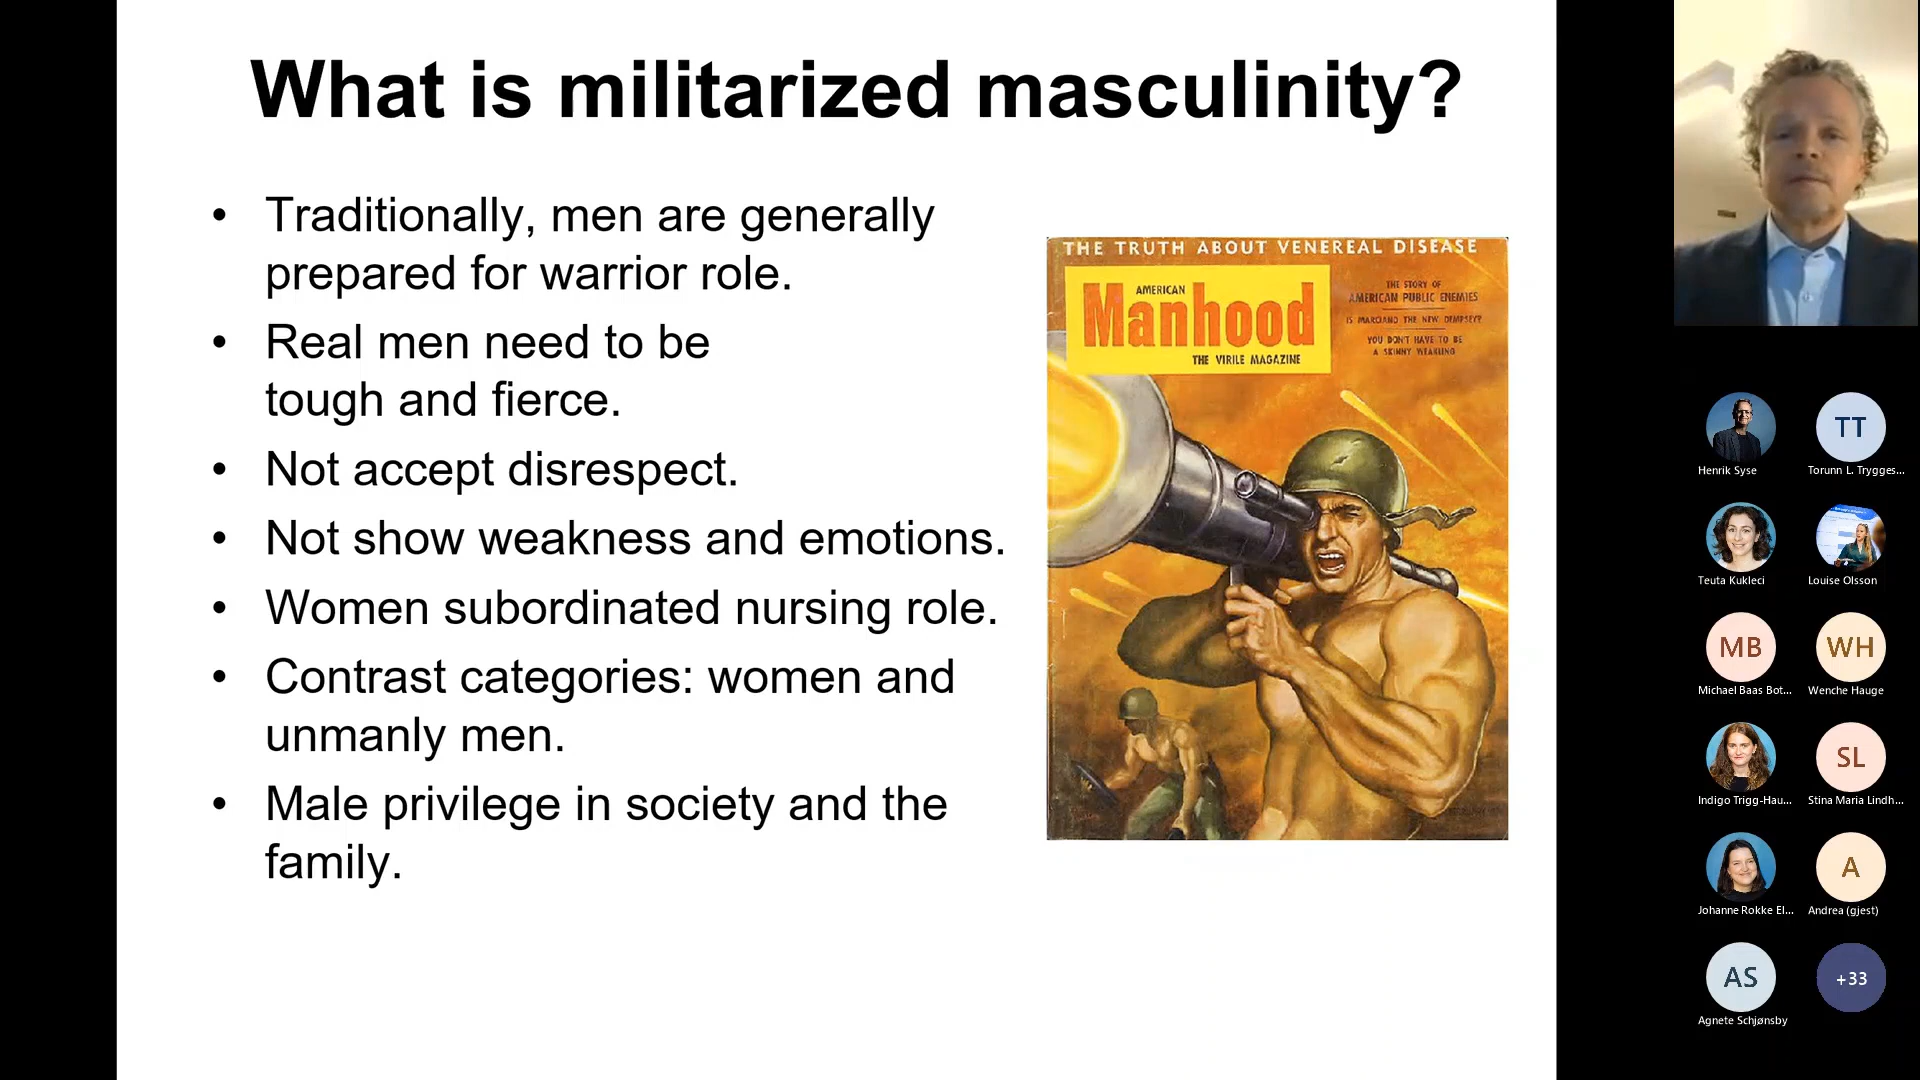 What is militarized masculinity?
• Traditionally, men are generally
prepared for warrior role.
• Real men need to be
tough and fierce.
• Not accept disrespect.
• Not show weakness and emotions.
• Women subordinated nursing role.
• Contrast categories: women and
unmanly men.
• Male privilege in society and the
family.
THE TRUTH ABOUT VENEREAL DISEASE
AMERICAN
Manhood
THE VIRILE MAGAZINE
THE STORY OF
AMERICAN PUBLIC ENEMIES
IS MARCIANO THE NEW DEMPSEY?
YOU DON'T HAVE TO BE
A SKINNY WEAKLING
Henrik Syse
TT
Torunn L. Trygges...
Teuta Kukleci
Louise Olsson
MB
Michael Baas Bot...
WH
Wenche Hauge
Indigo Trigg-Hau...
SL
Stina Maria Lindh...
Johanne Rokke El...
A
Andrea (gjest)
AS
Agnete Schjønsby
+33